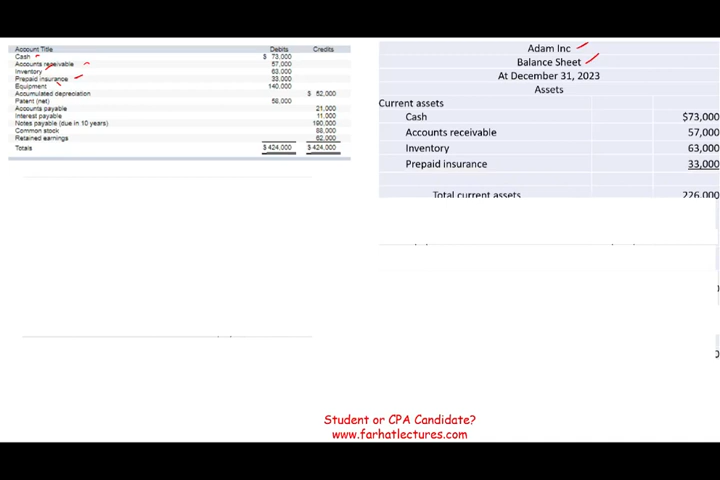 Account Title Debits Credits
Cash $ 73,000
Accounts receivable 57,000
Inventory 63,000
Prepaid insurance 33,000
Equipment 140,000
Accumulated depreciation $ 52,000
Patent (net) 58,000
Accounts payable 21,000
Interest payable 11,000
Notes payable (due in 10 years) 190,000
Common stock 88,000
Retained earnings 62,000
Totals $ 424,000 $ 424,000
Adam Inc
Balance Sheet
At December 31, 2023
Assets
Current assets
Cash $73,000
Accounts receivable 57,000
Inventory 63,000
Prepaid insurance 33,000
Total current assets 226,000
Student or CPA Candidate?
www.farhatlectures.com